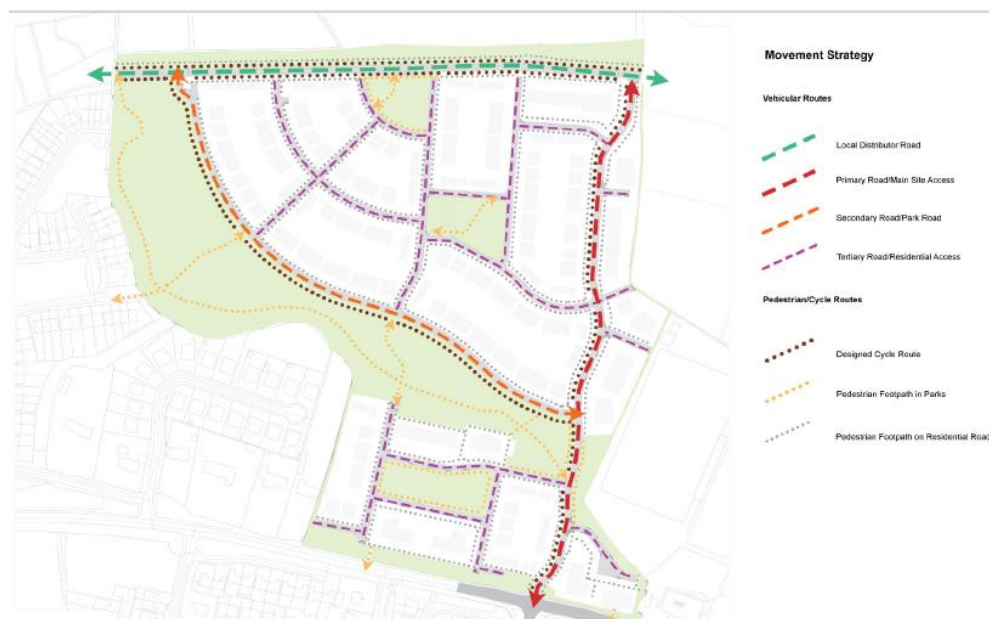 Movement Strategy
Vehicular Routes
Local Distributor Road
Primary Road/Main Site Access
Secondary Road/Park Road
Tertiary Road/Residential Access
Pedestrian/Cycle Routes
Designed Cycle Route
Pedestrian Footpath in Parks
Pedestrian Footpath on Residential Road